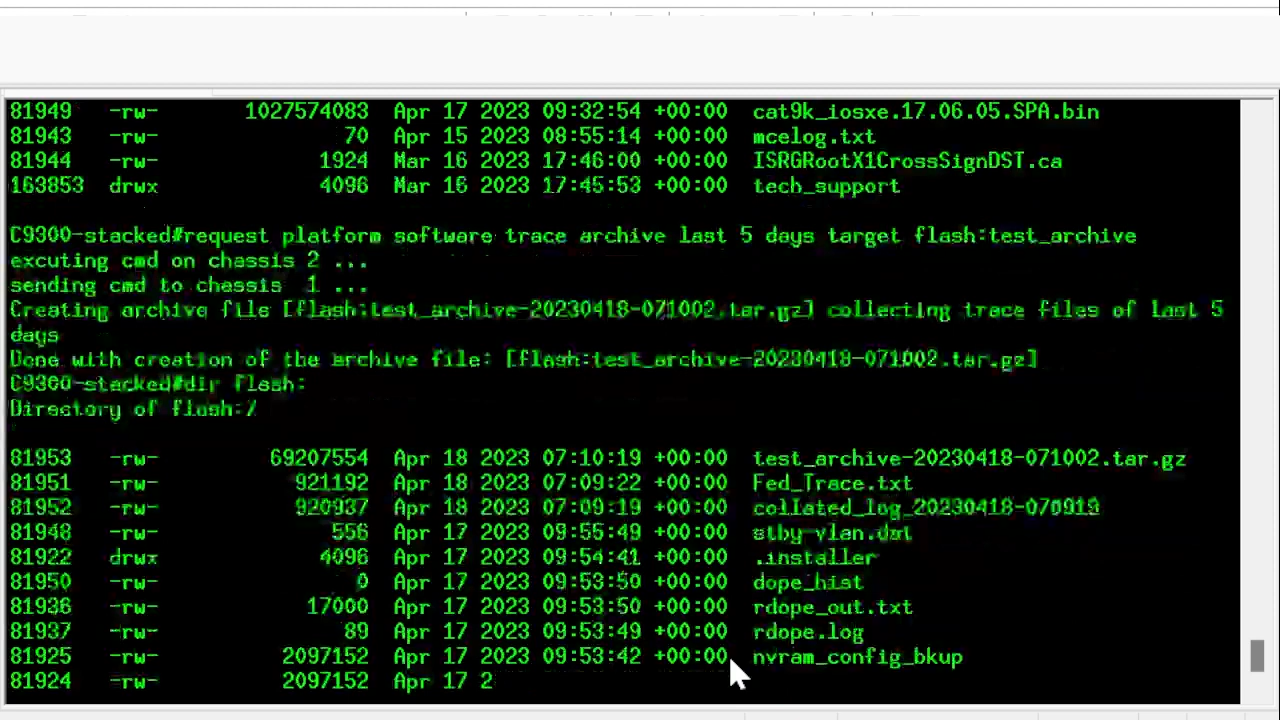 81949   -rw-       1027574083  Apr 17 2023 09:32:54 +00:00  cat9k_iosxe.17.06.05.SPA.bin
81943   -rw-               70  Apr 15 2023 08:55:14 +00:00  mcelog.txt
81944   -rw-             1924  Mar 16 2023 17:46:00 +00:00  ISRGRootX1CrossSignDST.ca
163853  drwx             4096  Mar 16 2023 17:45:53 +00:00  tech_support
C9300-stacked#request platform software trace archive last 5 days target flash:test_archive
excuting cmd on chassis 2 ...
sending cmd to chassis  1 ...
Creating archive file [flash:test_archive-20230418-071002.tar.gz] collecting trace files of last 5
days
Done with creation of the archive file: [flash:test_archive-20230418-071002.tar.gz]
C9300-stacked#dir flash:
Directory of flash:/
81953   -rw-         69207554  Apr 18 2023 07:10:19 +00:00  test_archive-20230418-071002.tar.gz
81951   -rw-           921192  Apr 18 2023 07:09:22 +00:00  Fed_Trace.txt
81952   -rw-           920937  Apr 18 2023 07:09:19 +00:00  collated_log_20230418-070919
81948   -rw-              556  Apr 17 2023 09:55:49 +00:00  stby-vlan.dat
81922   drwx             4096  Apr 17 2023 09:54:41 +00:00  .installer
81950   -rw-                0  Apr 17 2023 09:53:50 +00:00  dope_hist
81936   -rw-            17000  Apr 17 2023 09:53:50 +00:00  rdope_out.txt
81937   -rw-               89  Apr 17 2023 09:53:49 +00:00  rdope.log
81925   -rw-          2097152  Apr 17 2023 09:53:42 +00:00  nvram_config_bkup
81924   -rw-          2097152  Apr 17 2